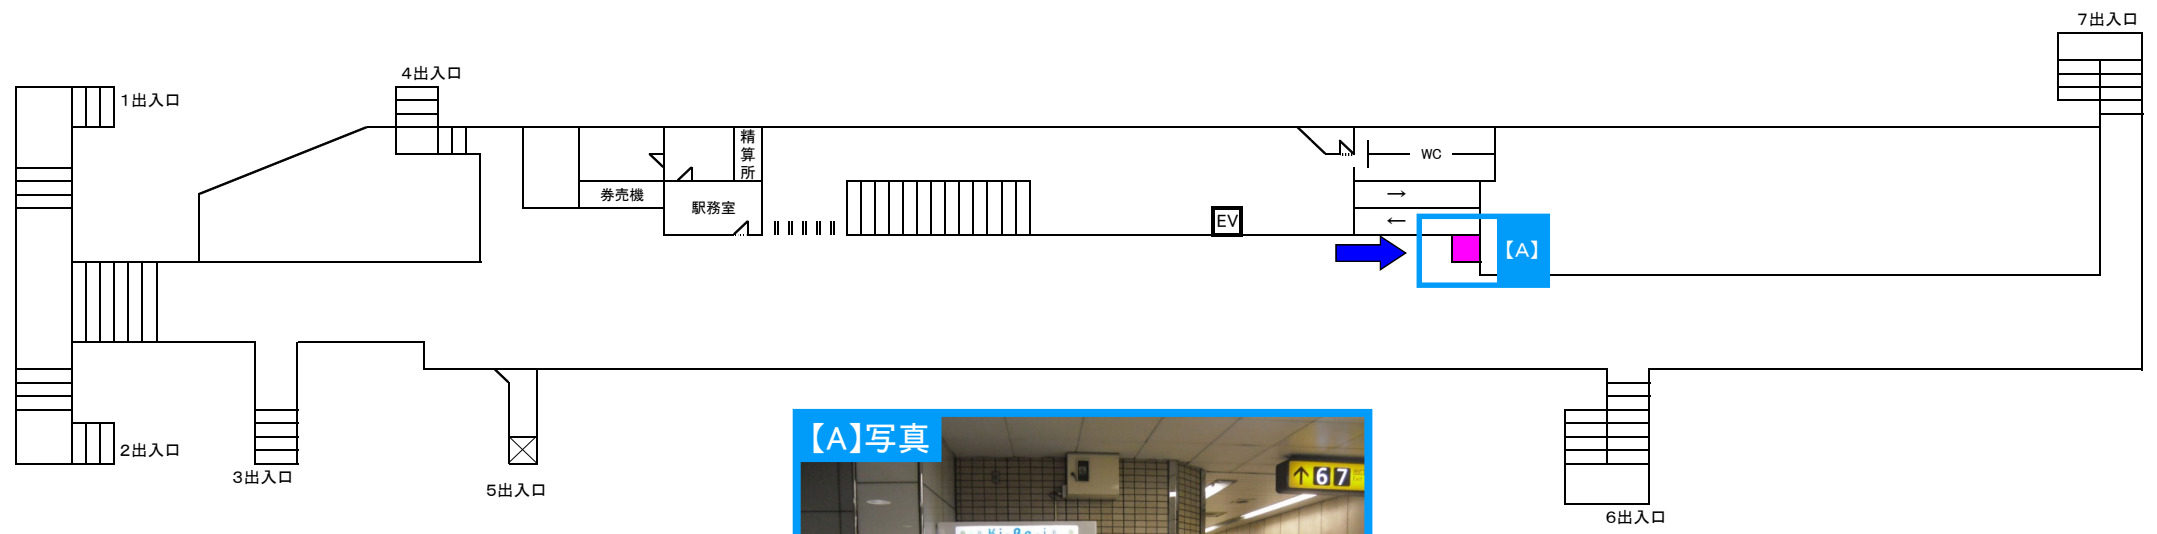 7出入口
4出入口
1出入口
精算所
WC
券売機
駅務室
→
←
EV
【A】
2出入口
3出入口
5出入口
6出入口
【A】写真
↑67